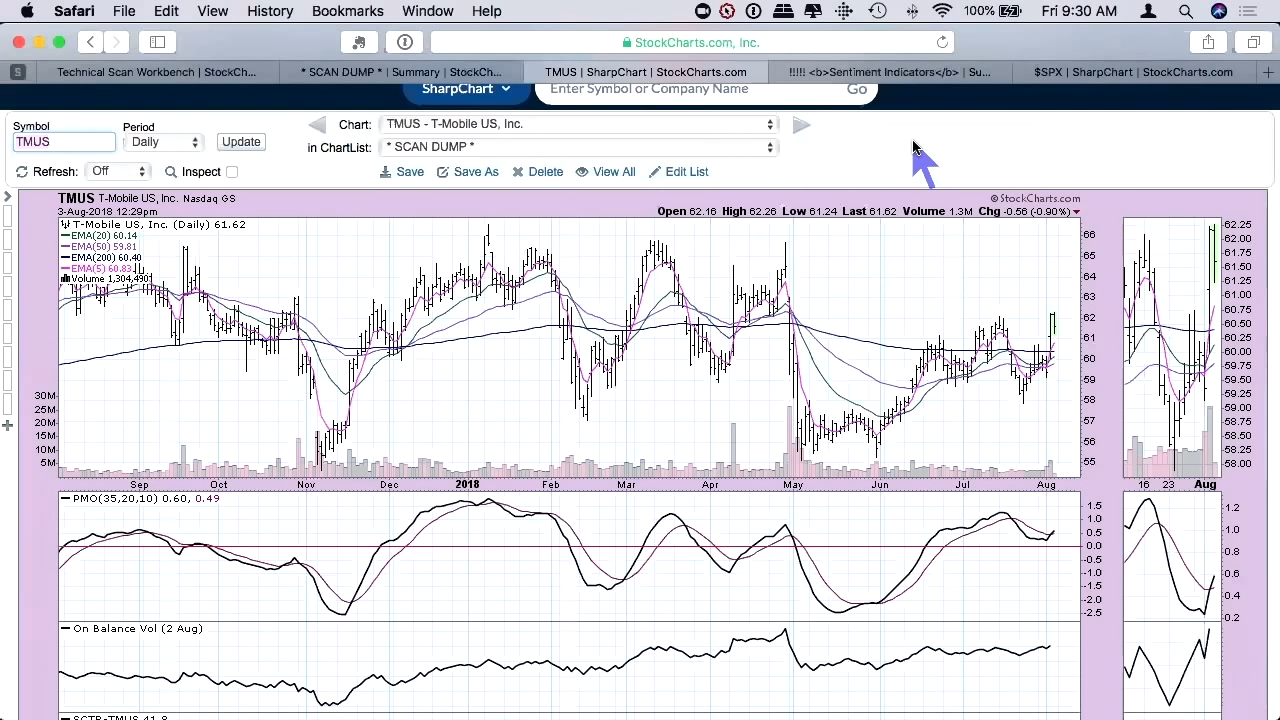 Safari File Edit View History Bookmarks Window Help 100% Fri 9:30 AM
StockCharts.com, Inc.
S Technical Scan Workbench | StockCh... * SCAN DUMP * | Summary | StockCh... TMUS | SharpChart | StockCharts.com !!!!! <b>Sentiment Indicators</b> | Su... $SPX | SharpChart | StockCharts.com
SharpChart Enter Symbol or Company Name Go
Symbol Period Chart: TMUS - T-Mobile US, Inc.
TMUS Daily Update in ChartList: * SCAN DUMP *
Refresh: Off Inspect Save Save As Delete View All Edit List
TMUS T-Mobile US, Inc. Nasdaq GS © StockCharts.com
3-Aug-2018 12:29pm Open 62.16 High 62.26 Low 61.24 Last 61.62 Volume 1.3M Chg -0.56 (-0.90%)
T-Mobile US, Inc. (Daily) 61.62
EMA(20) 60.14
EMA(50) 59.81
EMA(200) 60.40
EMA(5) 60.83
Volume 1,304,490
66
65
64
63
62
61
60
59
58
57
56
55
30M
25M
20M
15M
10M
5M
62.25
62.00
61.75
61.50
61.25
61.00
60.75
60.50
60.25
60.00
59.75
59.50
59.25
59.00
58.75
58.50
58.25
58.00
Sep Oct Nov Dec 2018 Feb Mar Apr May Jun Jul Aug 16 23 Aug
PMO(35,20,10) 0.60, 0.49
1.5
1.0
0.5
0.0
-0.5
-1.0
-1.5
-2.0
-2.5
1.2
1.0
0.8
0.6
0.4
0.2
On Balance Vol (2 Aug)
SCTR-TMUS 41.8